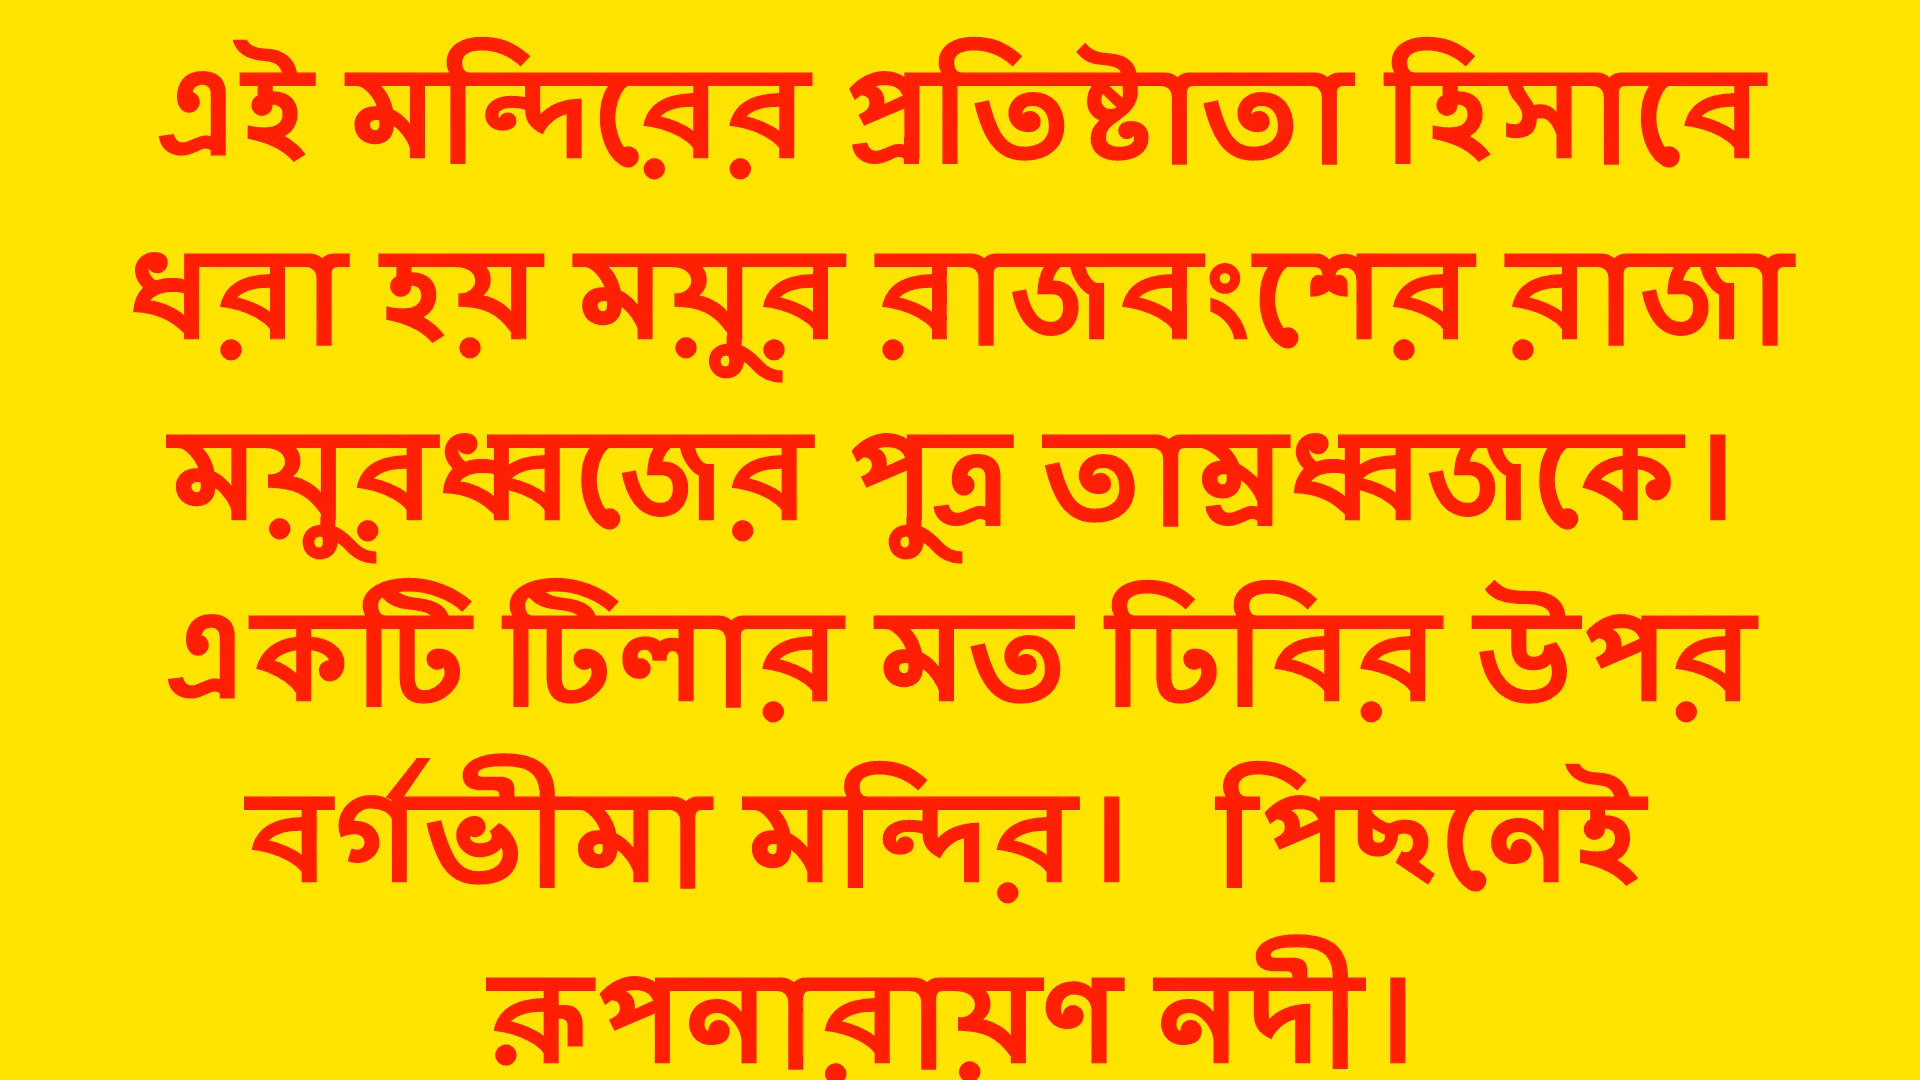 এই মন্দিরের প্রতিষ্টাতা হিসাবে
ধরা হয় ময়ুর রাজবংশের রাজা
ময়ুরধ্বজের পুত্র তাম্রধ্বজকে।
একটি টিলার মত ঢিবির উপর
বর্গভীমা মন্দির।  পিছনেই
রূপনারায়ণ নদী।